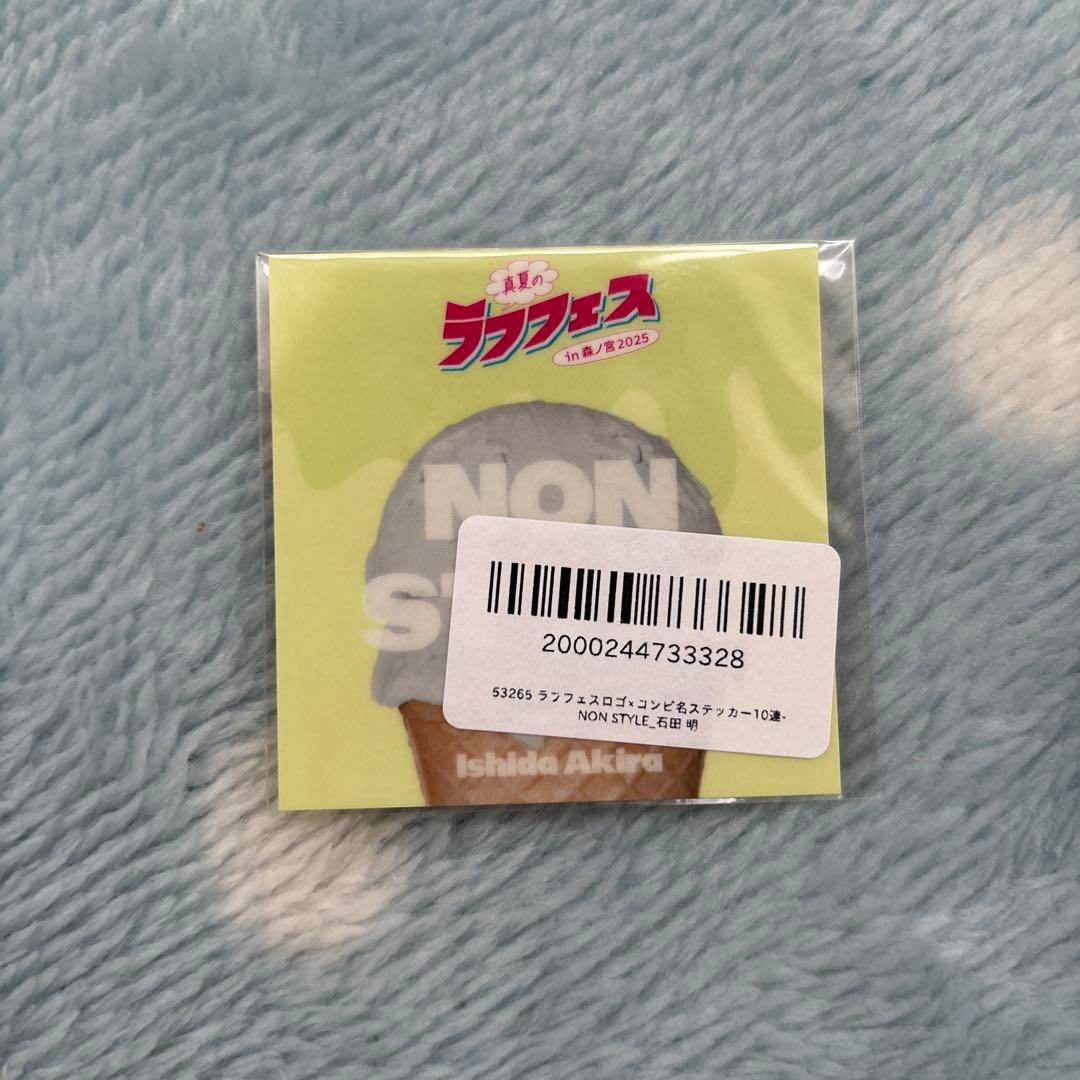 真夏の
ラフフェス
in 森ノ宮2025
NON
2000244733328
53265 ラフフェスロゴ×コンビ名ステッカー10連-
NON STYLE_石田 明
Ishida Akira